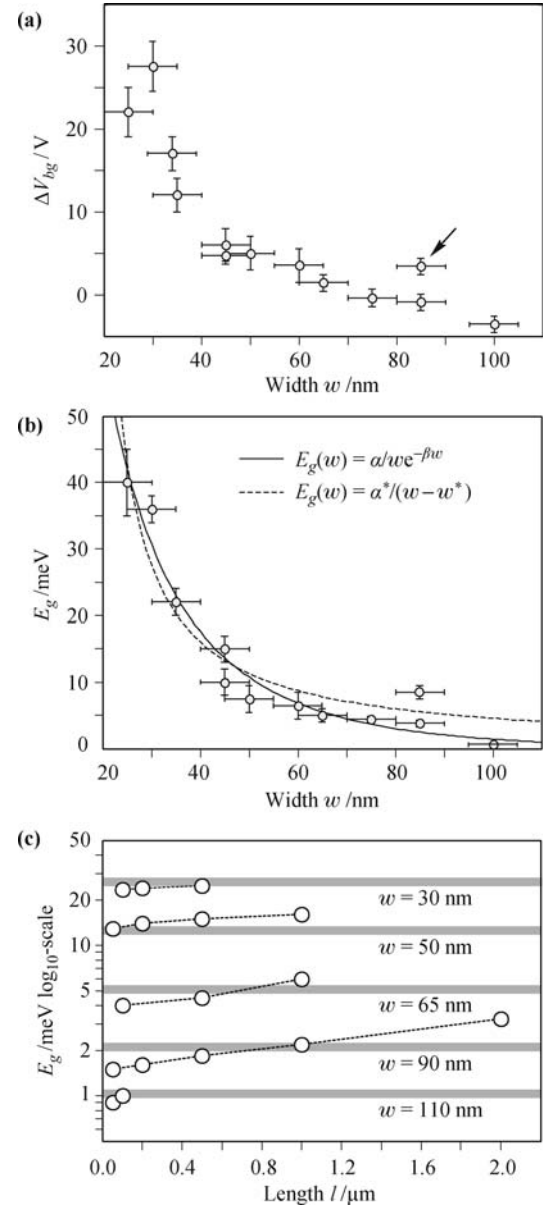 (a)
30
20
10
0
ΔV_bg / V
20 40 60 80 100
Width w /nm
(b)
50
40
30
20
10
0
E_g /meV
E_g(w) = α/we^−βw
E_g(w) = α*/(w−w*)
20 40 60 80 100
Width w /nm
(c)
50
20
10
5
2
1
E_g /meV log₁₀-scale
w = 30 nm
w = 50 nm
w = 65 nm
w = 90 nm
w = 110 nm
0.0 0.4 0.8 1.2 1.6 2.0
Length l /μm